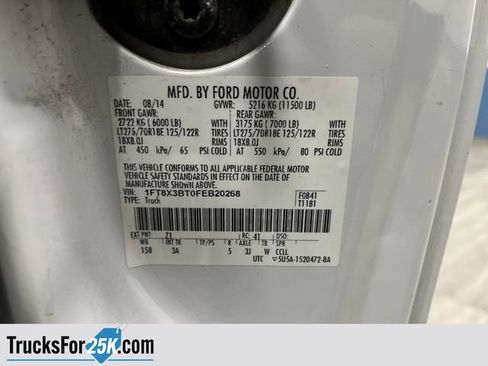 MFD. BY FORD MOTOR CO.
DATE: 08/14 GVWR: 5216 KG (11500 LB)
FRONT GAWR: REAR GAWR:
2722 KG (6000 LB) 3175 KG (7000 LB)
LT275/70R18E 125/122R TIRES LT275/70R18E 125/122R TIRES
18X8.0J RIMS 18X8.0J RIMS
AT 450 kPa/ 65 PSI COLD AT 550 kPa/ 80 PSI COLD
THIS VEHICLE CONFORMS TO ALL APPLICABLE FEDERAL MOTOR
VEHICLE SAFETY STANDARDS IN EFFECT ON THE DATE OF
MANUFACTURE SHOWN ABOVE.
VIN: 1FT8X3BT0FEB20268 F0841
TYPE: Truck T1181
EXT PNT: Z1 RC: 41 DSO:
WB INT TR TP/PS R AXLE TR SPR
158 3A 5 3J W CCLL
UTC 5U5A-1520472-BA
TrucksFor25K.com